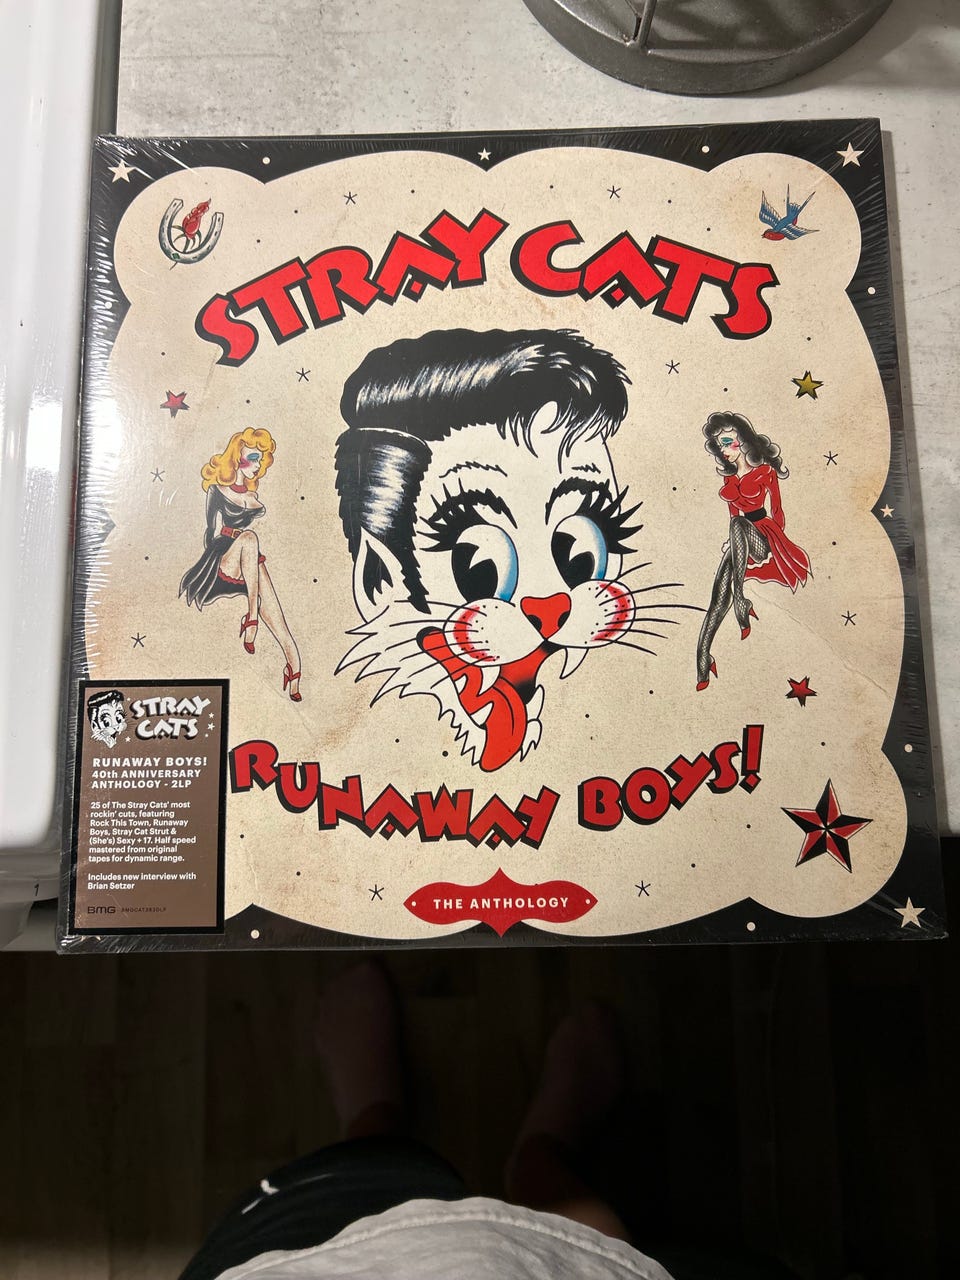 STRAY CATS
RUNAWAY BOYS!
THE ANTHOLOGY
STRAY
CATS
RUNAWAY BOYS!
40th ANNIVERSARY
ANTHOLOGY - 2LP
25 of The Stray Cats' most
rockin' cuts, featuring
Rock This Town, Runaway
Boys, Stray Cat Strut &
(She's) Sexy + 17. Half speed
mastered from original
tapes for dynamic range.
Includes new interview with
Brian Setzer
BMG
1